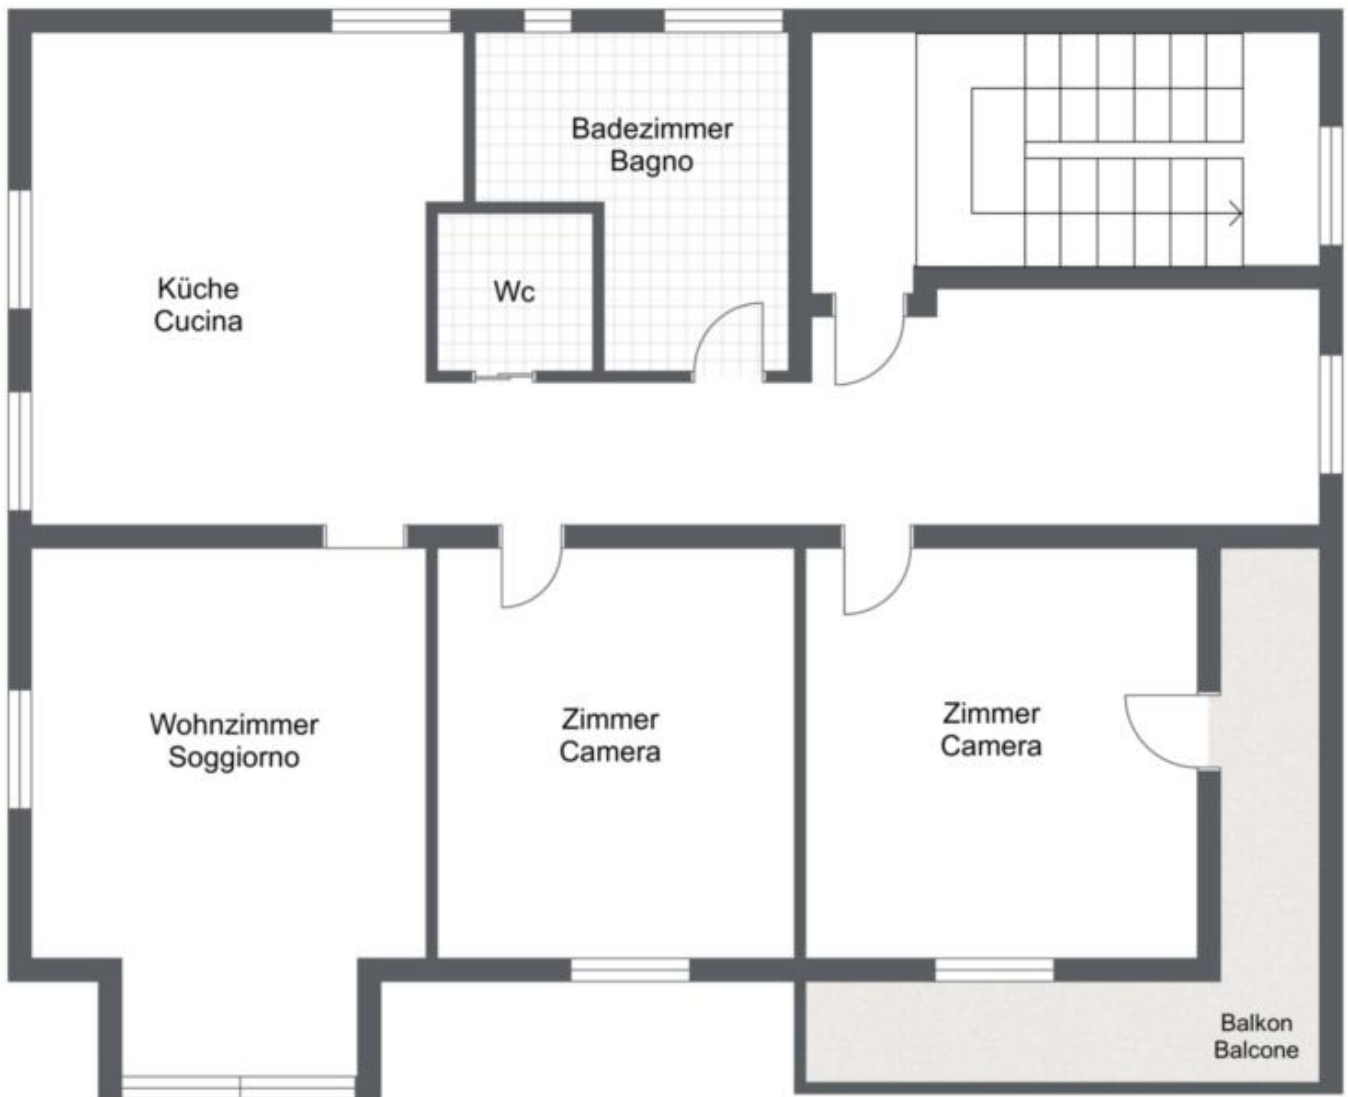 Badezimmer
Bagno
Küche
Cucina
Wc
Wohnzimmer
Soggiorno
Zimmer
Camera
Zimmer
Camera
Balkon
Balcone